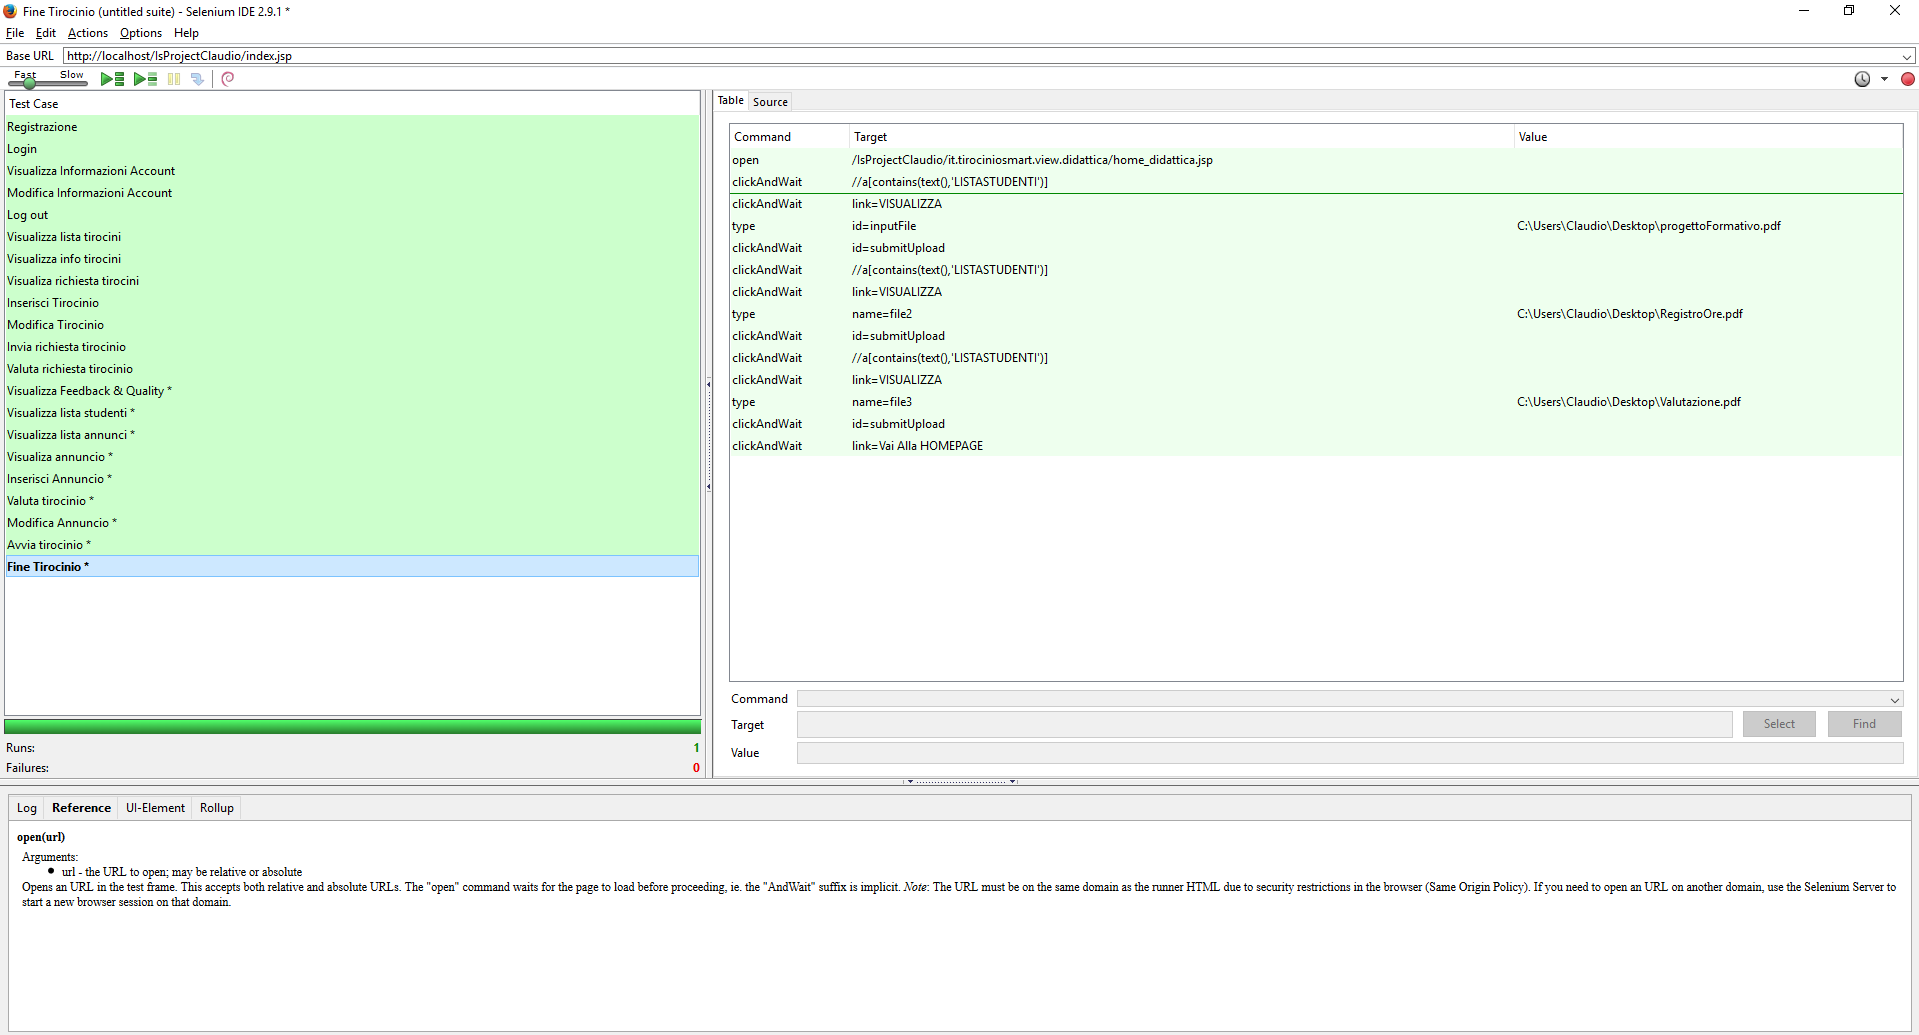 Fine Tirocinio (untitled suite) - Selenium IDE 2.9.1 *
File Edit Actions Options Help
Base URL http://localhost/IsProjectClaudio/index.jsp
Fast Slow
Test Case
Registrazione
Login
Visualizza Informazioni Account
Modifica Informazioni Account
Log out
Visualizza lista tirocini
Visualizza info tirocini
Visualiza richiesta tirocini
Inserisci Tirocinio
Modifica Tirocinio
Invia richiesta tirocinio
Valuta richiesta tirocinio
Visualizza Feedback & Quality *
Visualizza lista studenti *
Visualizza lista annunci *
Visualiza annuncio *
Inserisci Annuncio *
Valuta tirocinio *
Modifica Annuncio *
Avvia tirocinio *
Fine Tirocinio *
Runs: 1
Failures: 0
Table Source
Command Target Value
open /IsProjectClaudio/it.tirociniosmart.view.didattica/home_didattica.jsp
clickAndWait //a[contains(text(),'LISTASTUDENTI')]
clickAndWait link=VISUALIZZA
type id=inputFile C:\Users\Claudio\Desktop\progettoFormativo.pdf
clickAndWait id=submitUpload
clickAndWait //a[contains(text(),'LISTASTUDENTI')]
clickAndWait link=VISUALIZZA
type name=file2 C:\Users\Claudio\Desktop\RegistroOre.pdf
clickAndWait id=submitUpload
clickAndWait //a[contains(text(),'LISTASTUDENTI')]
clickAndWait link=VISUALIZZA
type name=file3 C:\Users\Claudio\Desktop\Valutazione.pdf
clickAndWait id=submitUpload
clickAndWait link=Vai Alla HOMEPAGE
Command
Target Select Find
Value
Log Reference UI-Element Rollup
open(url)
Arguments:
• url - the URL to open; may be relative or absolute
Opens an URL in the test frame. This accepts both relative and absolute URLs. The "open" command waits for the page to load before proceeding, ie. the "AndWait" suffix is implicit. Note: The URL must be on the same domain as the runner HTML due to security restrictions in the browser (Same Origin Policy). If you need to open an URL on another domain, use the Selenium Server to
start a new browser session on that domain.